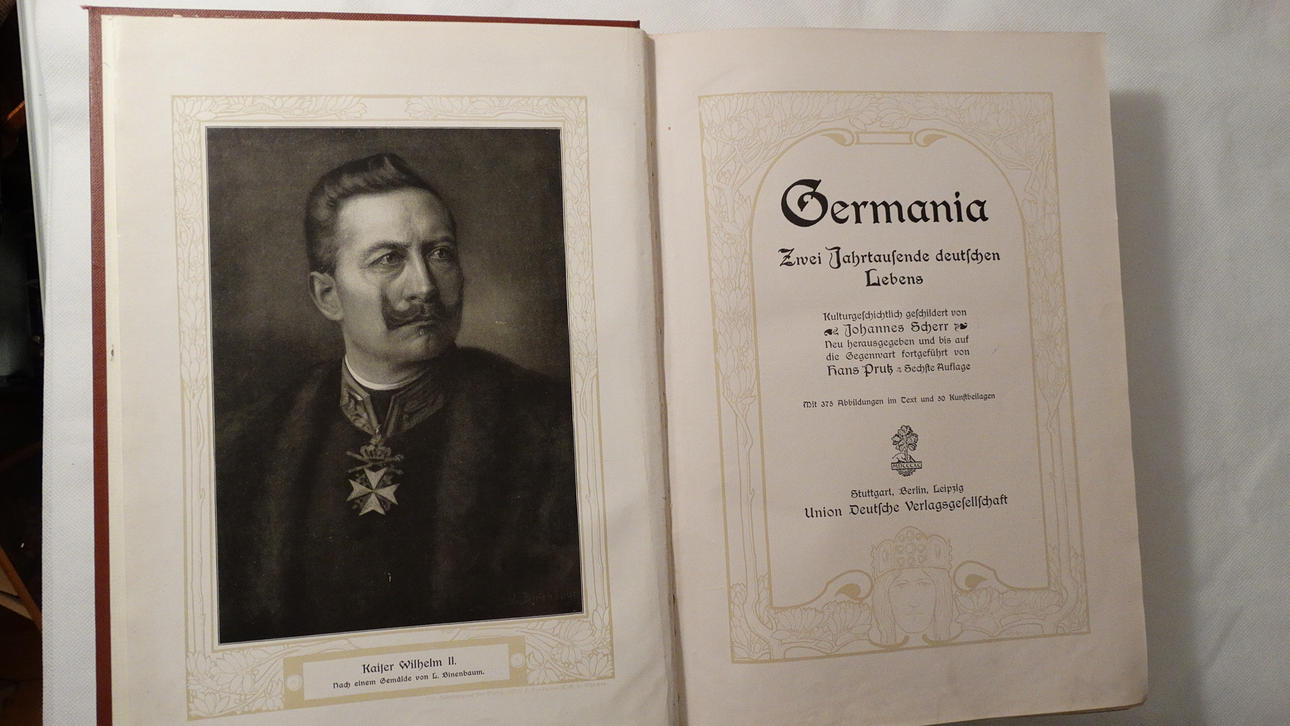 Kaiſer Wilhelm II.
Nach einem Gemälde von L. Binenbaum.
Germania
Zwei Jahrtauſende deutſchen
Lebens
Kulturgeſchichtlich geſchildert von
Johannes Scherr
Neu herausgegeben und bis auf
die Gegenwart fortgeführt von
Hans Prutz : Sechſte Auflage
Mit 375 Abbildungen im Text und 50 Kunſtbeilagen
MDCCCXC
Stuttgart, Berlin, Leipzig
Union Deutſche Verlagsgeſellſchaft